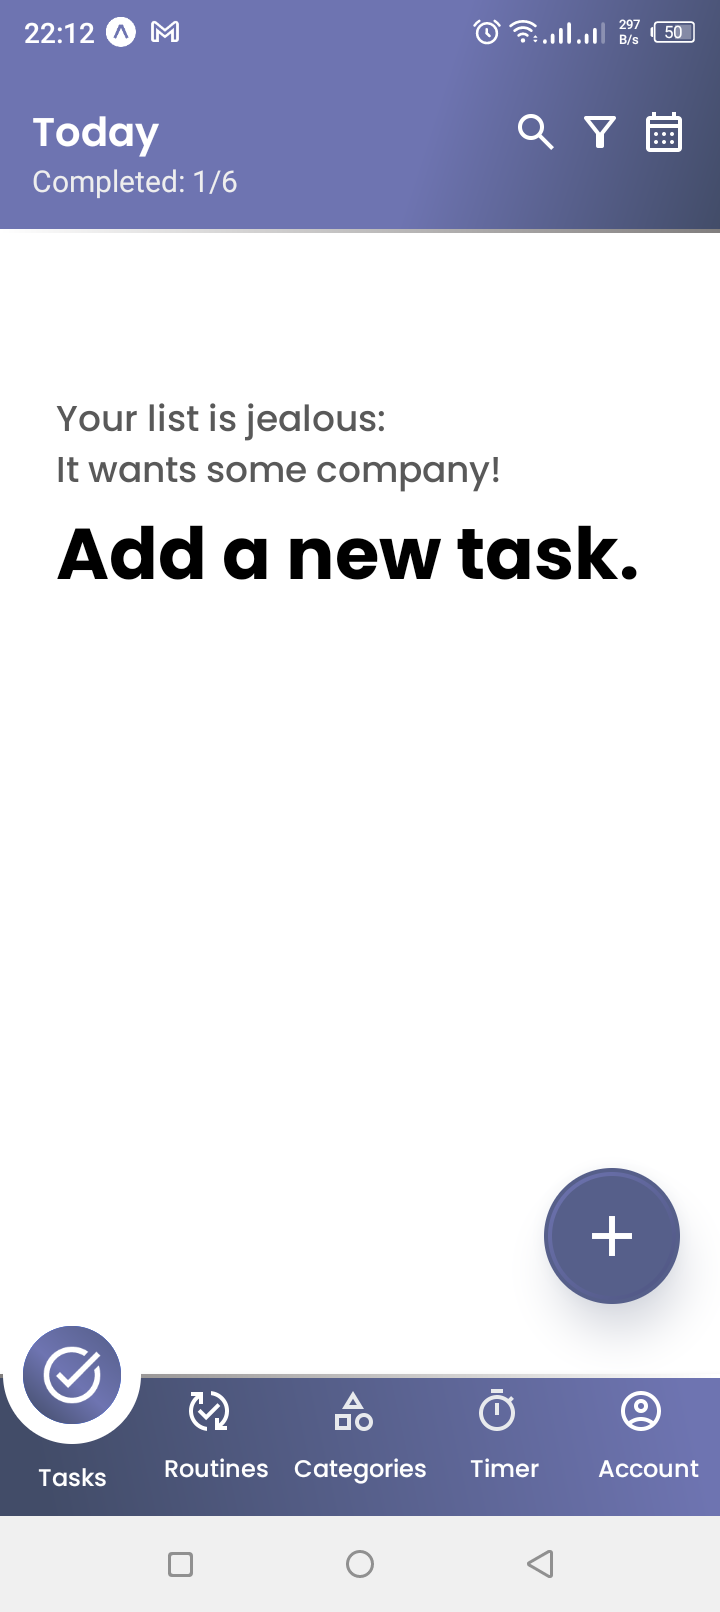 22:12
297
B/s
50
Today
Completed: 1/6
Your list is jealous:
It wants some company!
Add a new task.
Tasks
Routines
Categories
Timer
Account